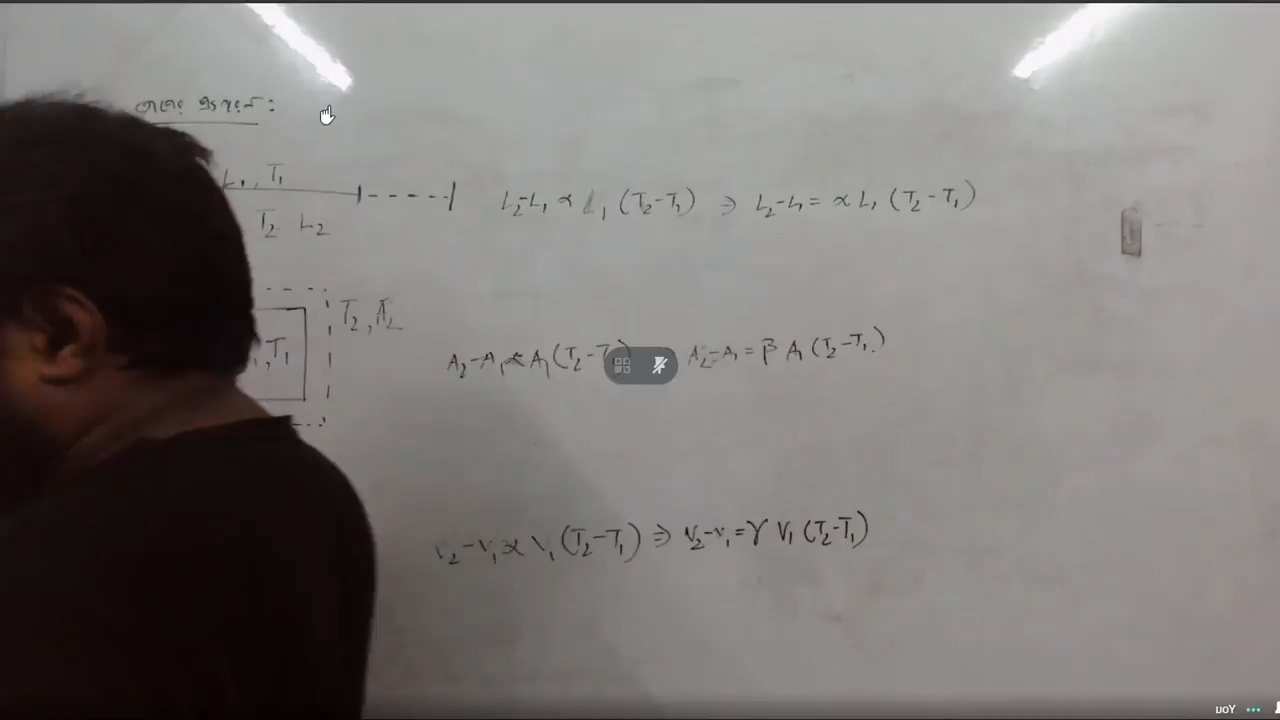 তাপের প্রসারণ:
L₁, T₁
T₂ L₂
L₂-L₁ ∝ L₁ (T₂-T₁) ⇒ L₂-L₁ = α L₁ (T₂-T₁)
T₂, A₂
, T₁
A₂-A₁ ∝ A₁ (T₂-T₁) A₂-A₁ = β A₁ (T₂-T₁)
V₂-V₁ ∝ V₁ (T₂-T₁) ⇒ V₂-V₁ = γ V₁ (T₂-T₁)
You